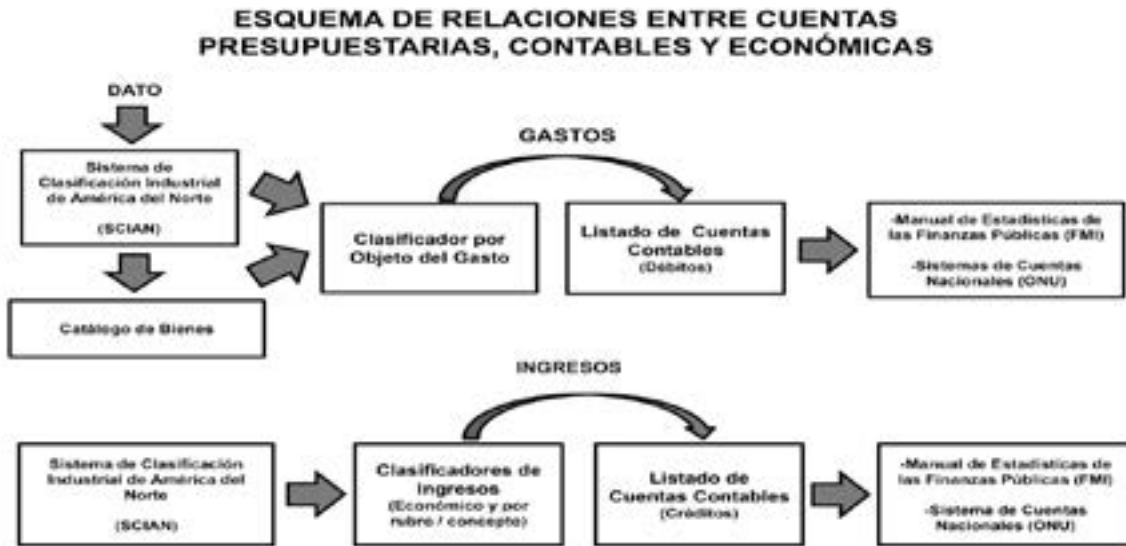 ESQUEMA DE RELACIONES ENTRE CUENTAS
PRESUPUESTARIAS, CONTABLES Y ECONÓMICAS
DATO
Sistema de
Clasificación Industrial
de América del Norte
(SCIAN)
Catálogo de Bienes
GASTOS
Clasificador por
Objeto del Gasto
Listado de Cuentas
Contables
(Débitos)
-Manual de Estadísticas de
las Finanzas Públicas (FMI)
-Sistemas de Cuentas
Nacionales (ONU)
INGRESOS
Sistema de Clasificación
Industrial de América del
Norte
(SCIAN)
Clasificadores de
ingresos
(Económico y por
rubro / concepto)
Listado de
Cuentas Contables
(Créditos)
-Manual de Estadísticas de
las Finanzas Públicas (FMI)
-Sistema de Cuentas
Nacionales (ONU)